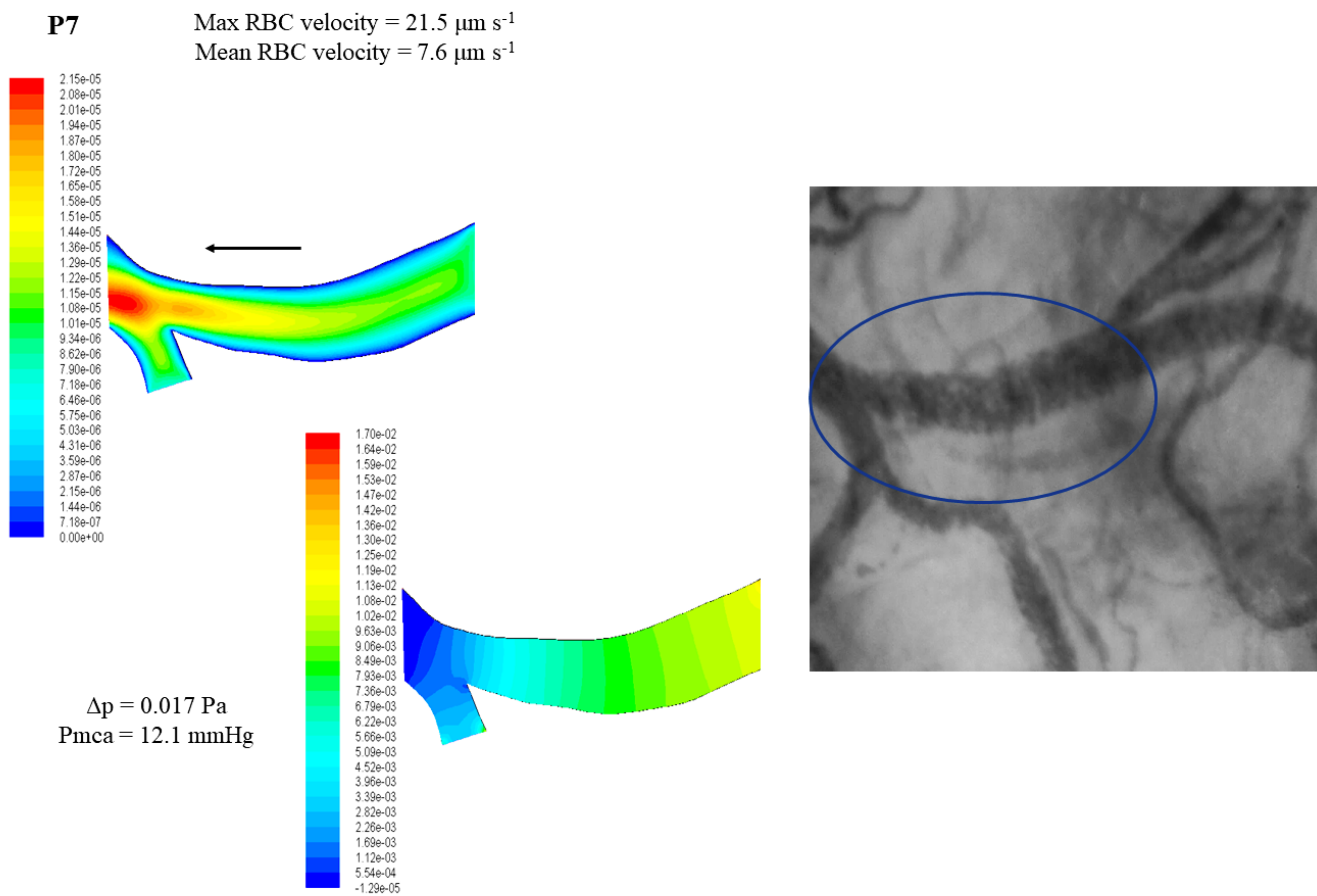 P7
Max RBC velocity = 21.5 μm s⁻¹
Mean RBC velocity = 7.6 μm s⁻¹
2.15e-05
2.08e-05
2.01e-05
1.94e-05
1.87e-05
1.80e-05
1.72e-05
1.65e-05
1.58e-05
1.51e-05
1.44e-05
1.36e-05
1.29e-05
1.22e-05
1.15e-05
1.08e-05
1.01e-05
9.34e-06
8.62e-06
7.90e-06
7.18e-06
6.46e-06
5.75e-06
5.03e-06
4.31e-06
3.59e-06
2.87e-06
2.15e-06
1.44e-06
7.18e-07
0.00e+00
1.70e-02
1.64e-02
1.59e-02
1.53e-02
1.47e-02
1.42e-02
1.36e-02
1.30e-02
1.25e-02
1.19e-02
1.13e-02
1.08e-02
1.02e-02
9.63e-03
9.06e-03
8.49e-03
7.93e-03
7.36e-03
6.79e-03
6.22e-03
5.66e-03
5.09e-03
4.52e-03
3.96e-03
3.39e-03
2.82e-03
2.26e-03
1.69e-03
1.12e-03
5.54e-04
-1.29e-05
Δp = 0.017 Pa
Pmca = 12.1 mmHg